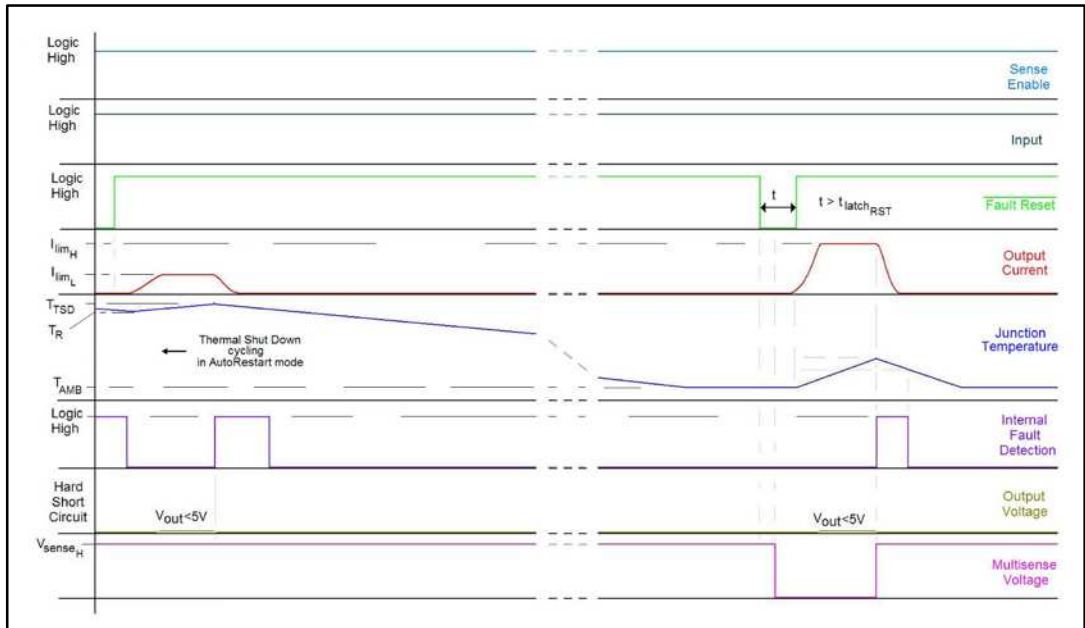 Logic
High
Sense
Enable
Logic
High
Input
Logic
High
t
t > tlatchRST
Fault Reset
IlimH
Output
Current
IlimL
TTSD
TR
Thermal Shut Down
cycling
in AutoRestart mode
Junction
Temperature
TAMB
Logic
High
Internal
Fault
Detection
Hard
Short
Circuit
Vout<5V
Vout<5V
Output
Voltage
VsenseH
Multisense
Voltage